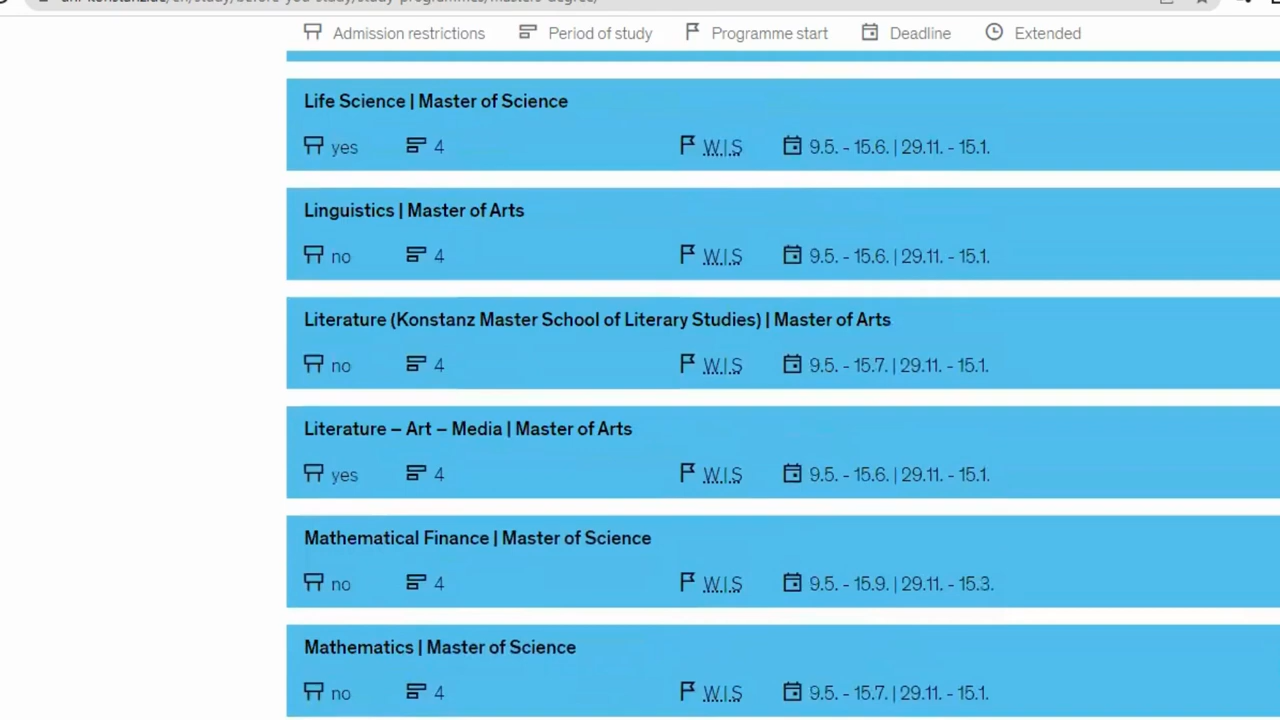 Admission restrictions Period of study Programme start Deadline Extended
Life Science | Master of Science
yes 4 W.|.S 9.5. - 15.6. | 29.11. - 15.1.
Linguistics | Master of Arts
no 4 W.|.S 9.5. - 15.6. | 29.11. - 15.1.
Literature (Konstanz Master School of Literary Studies) | Master of Arts
no 4 W.|.S 9.5. - 15.7. | 29.11. - 15.1.
Literature – Art – Media | Master of Arts
yes 4 W.|.S 9.5. - 15.6. | 29.11. - 15.1.
Mathematical Finance | Master of Science
no 4 W.|.S 9.5. - 15.9. | 29.11. - 15.3.
Mathematics | Master of Science
no 4 W.|.S 9.5. - 15.7. | 29.11. - 15.1.